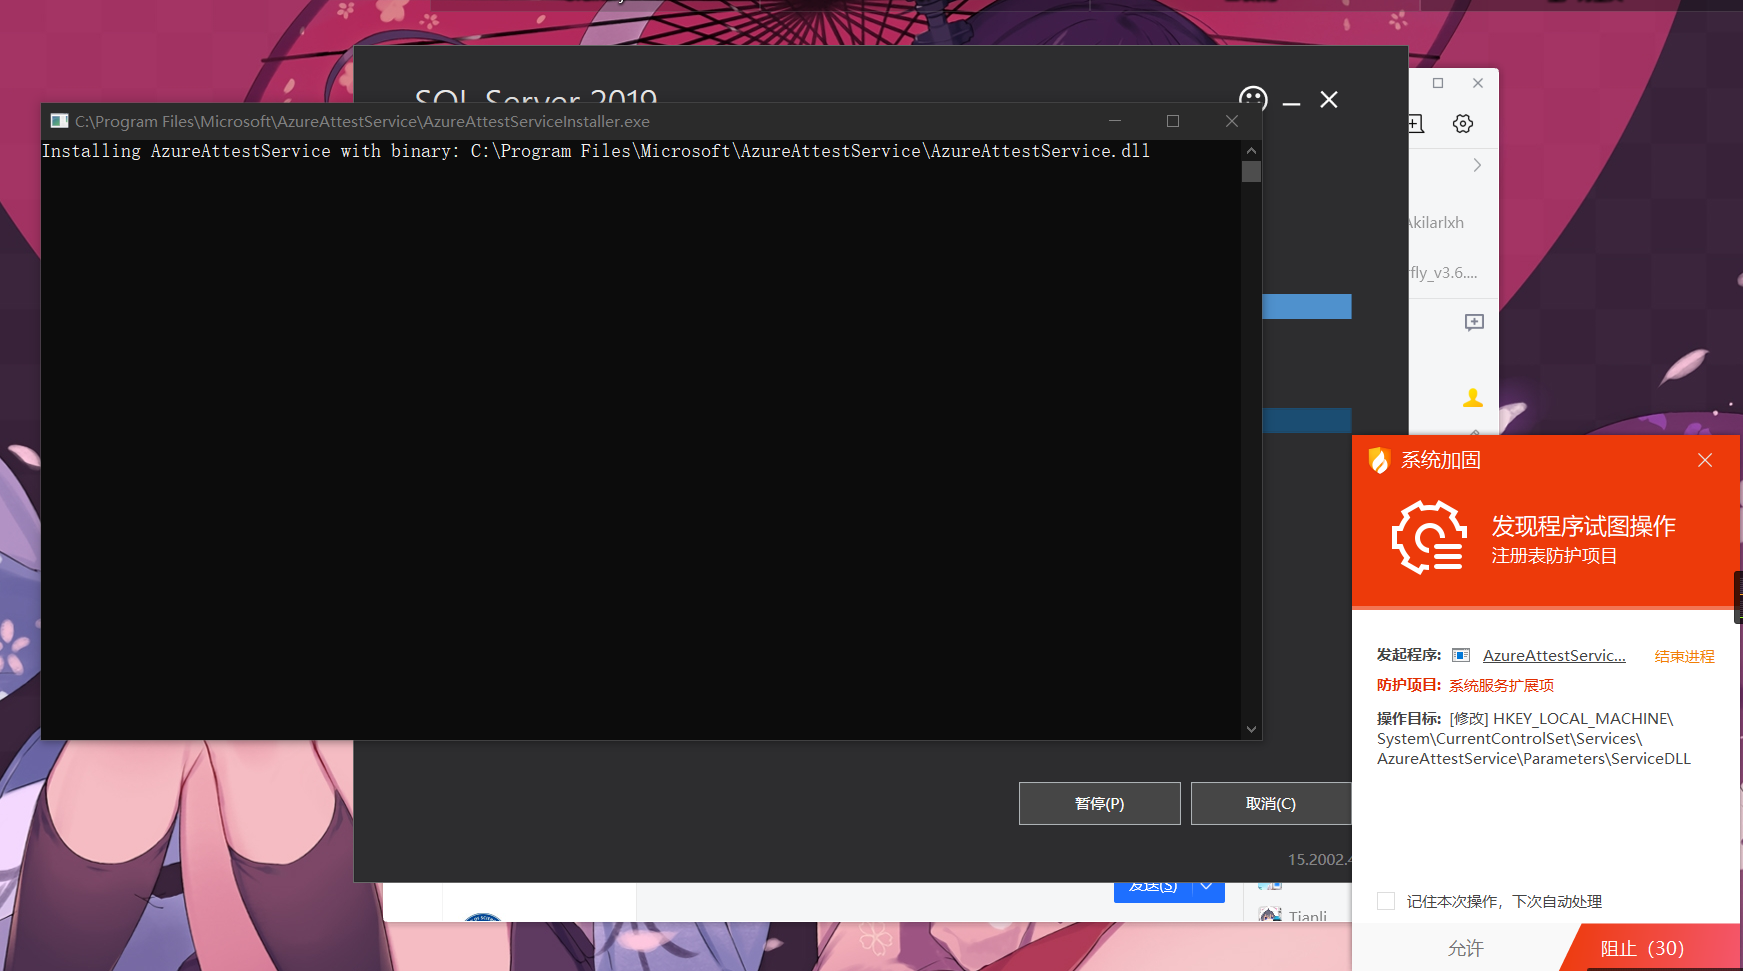 SQL Server 2019
C:\Program Files\Microsoft\AzureAttestService\AzureAttestServiceInstaller.exe
Installing AzureAttestService with binary: C:\Program Files\Microsoft\AzureAttestService\AzureAttestService.dll
Akilarlxh
fly_v3.6....
系统加固
发现程序试图操作
注册表防护项目
发起程序: AzureAttestServic... 结束进程
防护项目: 系统服务扩展项
操作目标: [修改] HKEY_LOCAL_MACHINE\
System\CurrentControlSet\Services\
AzureAttestService\Parameters\ServiceDLL
暂停(P) 取消(C)
15.2002.4
发送(S)
Tianli
记住本次操作，下次自动处理
允许 阻止（30）